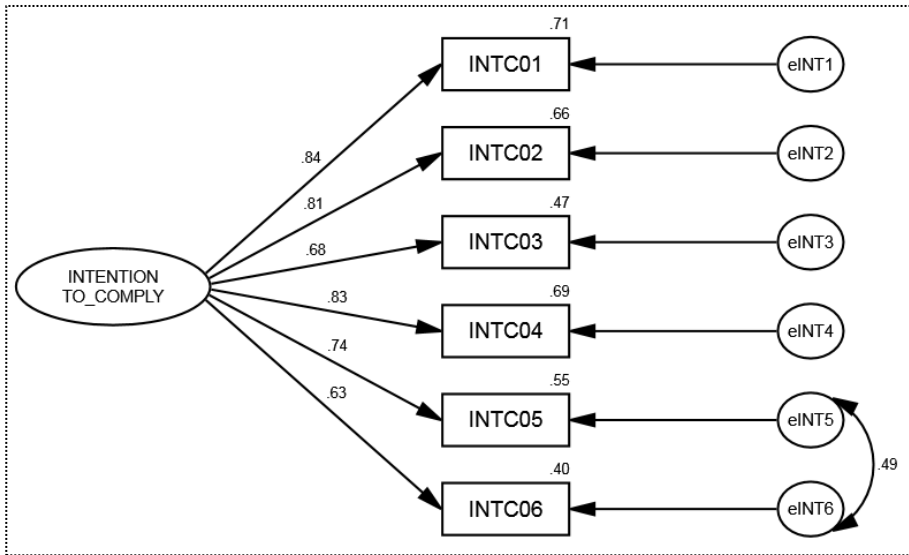 .71
INTC01
eINT1
.84
.66
INTC02
eINT2
.81
.47
INTC03
eINT3
.68
INTENTION
TO_COMPLY
.83
.69
INTC04
eINT4
.74
.55
INTC05
eINT5
.63
.49
.40
INTC06
eINT6